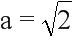 a = √2